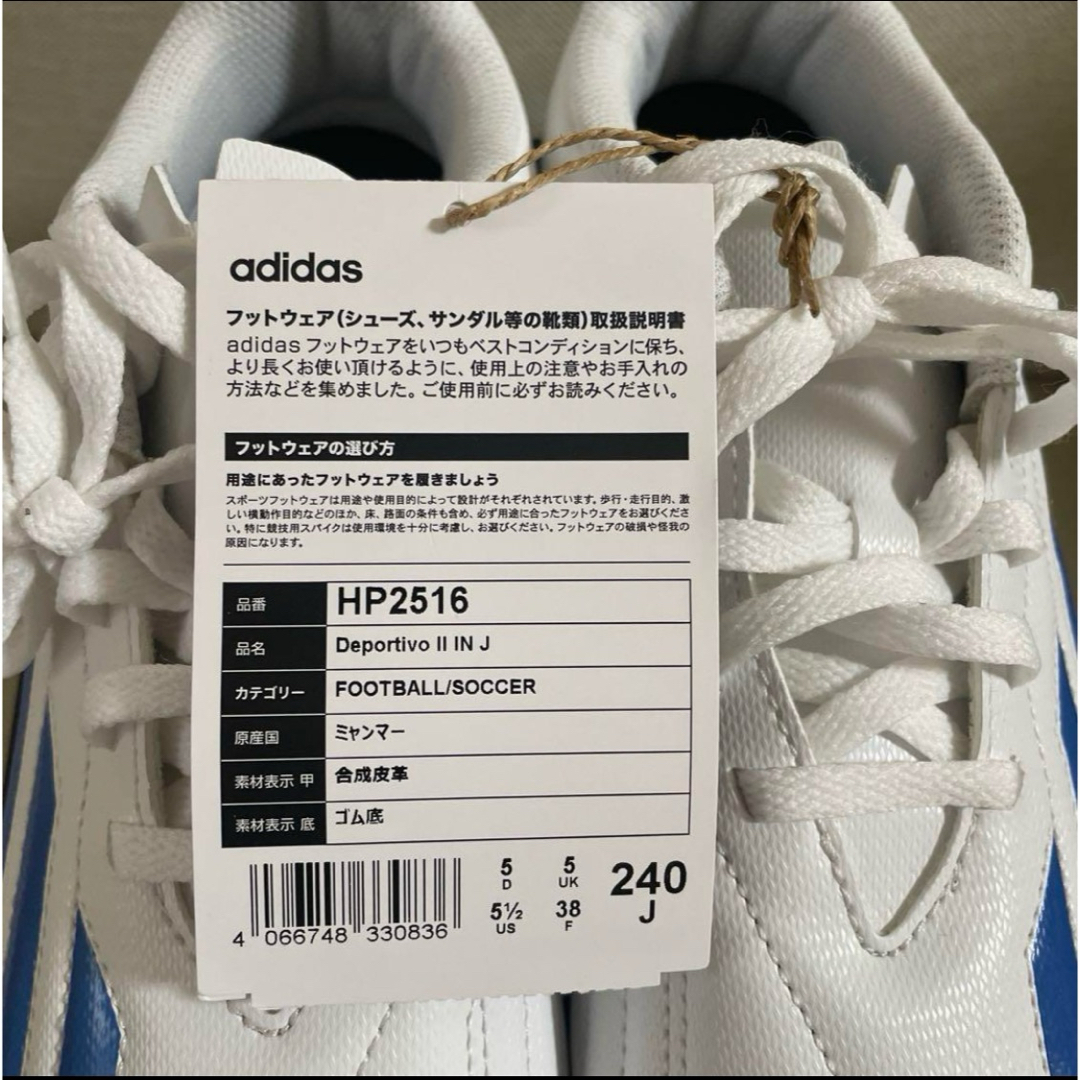 adidas
フットウェア(シューズ、サンダル等の靴類)取扱説明書
adidas フットウェアをいつもベストコンディションに保ち、
より長くお使い頂けるように、使用上の注意やお手入れの
方法などを集めました。ご使用前に必ずお読みください。
フットウェアの選び方
用途にあったフットウェアを履きましょう
スポーツフットウェアは用途や使用目的によって設計がそれぞれされています。歩行・走行目的、激
しい横動作目的などのほか、床、路面の条件も含め、必ず用途に合ったフットウェアをお選びくださ
い。特に競技用スパイクは使用環境を十分に考慮し、お選びください。フットウェアの破損や怪我の
原因になります。
品番 HP2516
品名 Deportivo II IN J
カテゴリー FOOTBALL/SOCCER
原産国 ミャンマー
素材表示 甲 合成皮革
素材表示 底 ゴム底
5 D 5 UK 240 J
5½ US 38 F
4 066748 330836